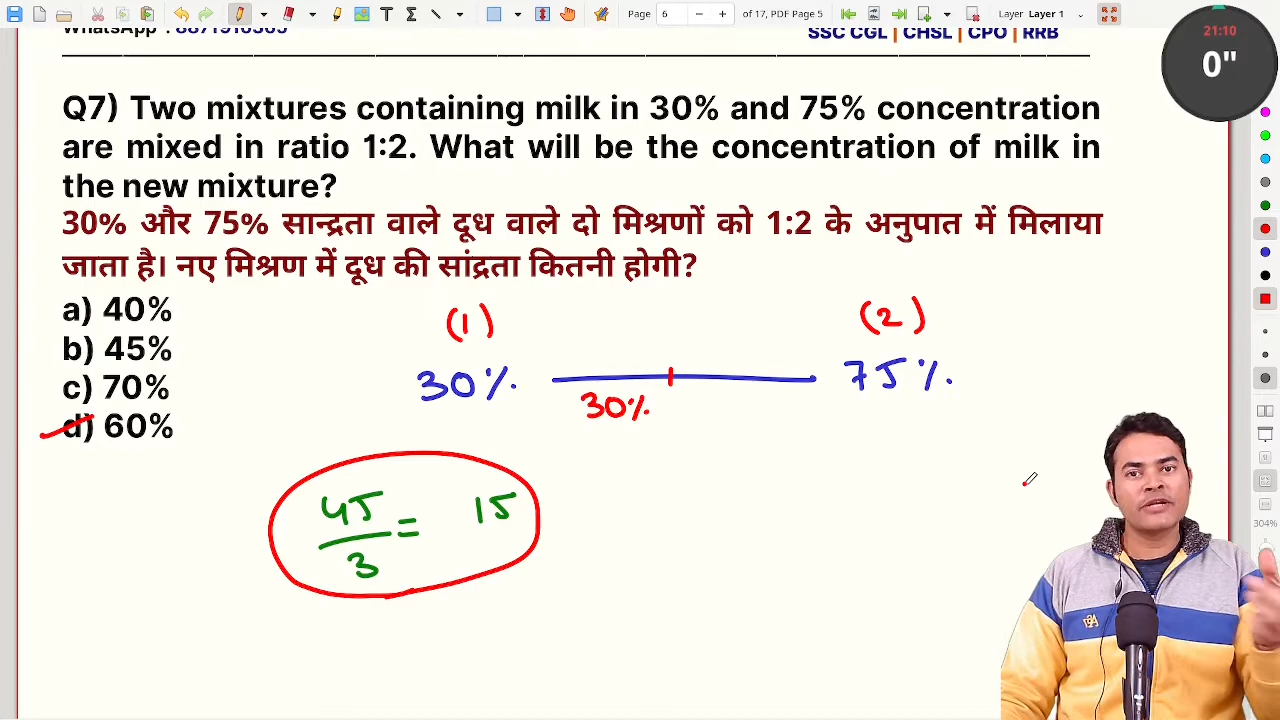 Page 6 of 17, PDF Page 5
Layer Layer 1
21:10
0"
SSC CGL | CHSL | CPO | RRB
Q7) Two mixtures containing milk in 30% and 75% concentration
are mixed in ratio 1:2. What will be the concentration of milk in
the new mixture?
30% और 75% सान्द्रता वाले दूध वाले दो मिश्रणों को 1:2 के अनुपात में मिलाया
जाता है। नए मिश्रण में दूध की सांद्रता कितनी होगी?
a) 40%
b) 45%
c) 70%
d) 60%
(1) (2)
30% 75%
30%
45/3 = 15
304%